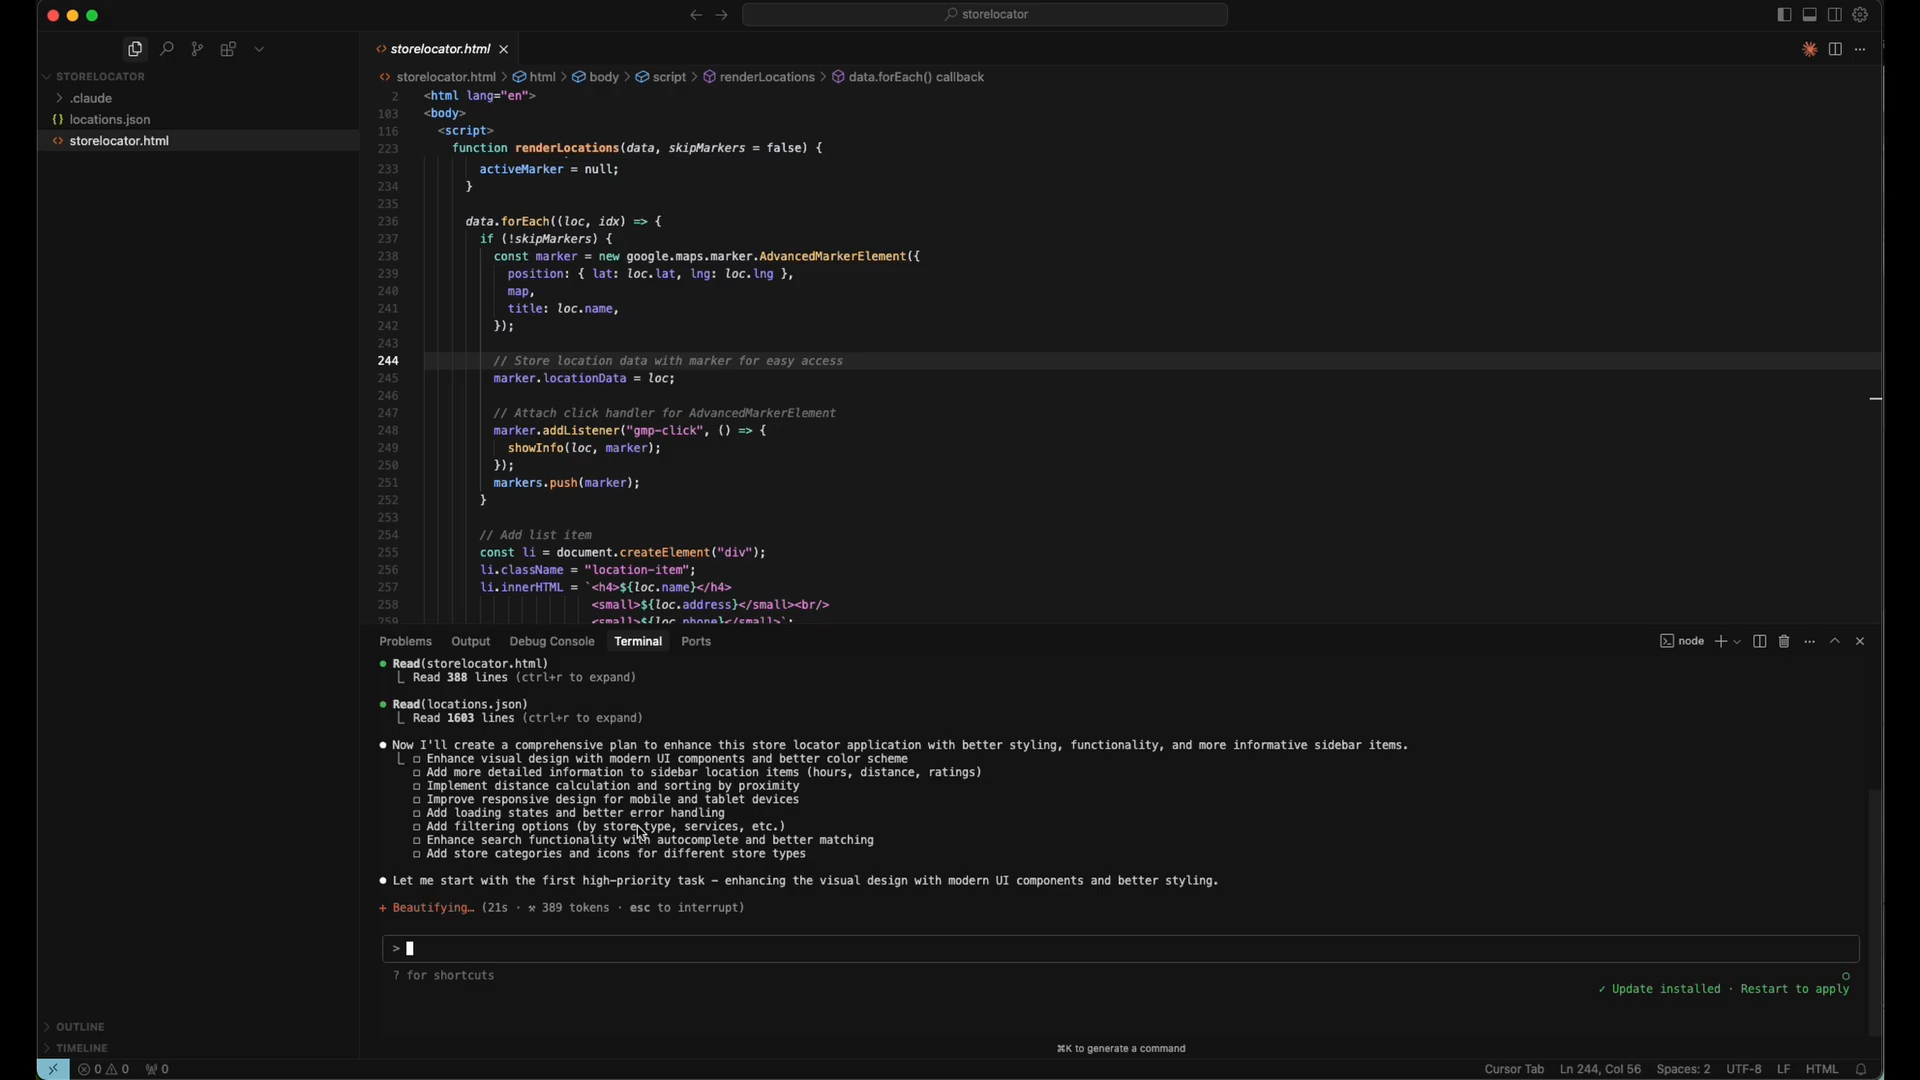 storelocator
storelocator.html
STORELOCATOR
.claude
{} locations.json
<> storelocator.html
<> storelocator.html > html > body > script > renderLocations > data.forEach() callback
2 <html lang="en">
103 <body>
116 <script>
223 function renderLocations(data, skipMarkers = false) {
233 activeMarker = null;
234 }
235
236 data.forEach((loc, idx) => {
237 if (!skipMarkers) {
238 const marker = new google.maps.marker.AdvancedMarkerElement({
239 position: { lat: loc.lat, lng: loc.lng },
240 map,
241 title: loc.name,
242 });
243
244 // Store location data with marker for easy access
245 marker.locationData = loc;
246
247 // Attach click handler for AdvancedMarkerElement
248 marker.addListener("gmp-click", () => {
249 showInfo(loc, marker);
250 });
251 markers.push(marker);
252 }
253
254 // Add list item
255 const li = document.createElement("div");
256 li.className = "location-item";
257 li.innerHTML = `<h4>${loc.name}</h4>
258 <small>${loc.address}</small><br/>
259 <small>${loc.phone}</small>`;
Problems Output Debug Console Terminal Ports
node
Read(storelocator.html)
Read 388 lines (ctrl+r to expand)
Read(locations.json)
Read 1603 lines (ctrl+r to expand)
Now I'll create a comprehensive plan to enhance this store locator application with better styling, functionality, and more informative sidebar items.
☐ Enhance visual design with modern UI components and better color scheme
☐ Add more detailed information to sidebar location items (hours, distance, ratings)
☐ Implement distance calculation and sorting by proximity
☐ Improve responsive design for mobile and tablet devices
☐ Add loading states and better error handling
☐ Add filtering options (by store type, services, etc.)
☐ Enhance search functionality with autocomplete and better matching
☐ Add store categories and icons for different store types
Let me start with the first high-priority task – enhancing the visual design with modern UI components and better styling.
+ Beautifying… (21s · ⚒ 389 tokens · esc to interrupt)
>
? for shortcuts
✓ Update installed · Restart to apply
OUTLINE
TIMELINE
⌘K to generate a command
0 0 0
Cursor Tab Ln 244, Col 56 Spaces: 2 UTF-8 LF HTML